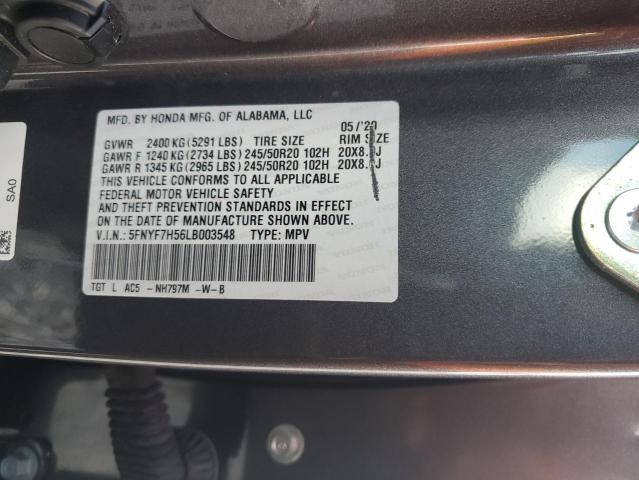 MFD. BY HONDA MFG. OF ALABAMA, LLC
05 / 20
GVWR 2400 KG (5291 LBS) TIRE SIZE RIM SIZE
GAWR F 1240 KG (2734 LBS) 245/50R20 102H 20X8. J
GAWR R 1345 KG (2965 LBS) 245/50R20 102H 20X8. J
THIS VEHICLE CONFORMS TO ALL APPLICABLE
FEDERAL MOTOR VEHICLE SAFETY
AND THEFT PREVENTION STANDARDS IN EFFECT
ON THE DATE OF MANUFACTURE SHOWN ABOVE.
V.I.N.: 5FNYF7H56LB003548 TYPE: MPV
TGT L AC5 - NH797M -W-B
SA0